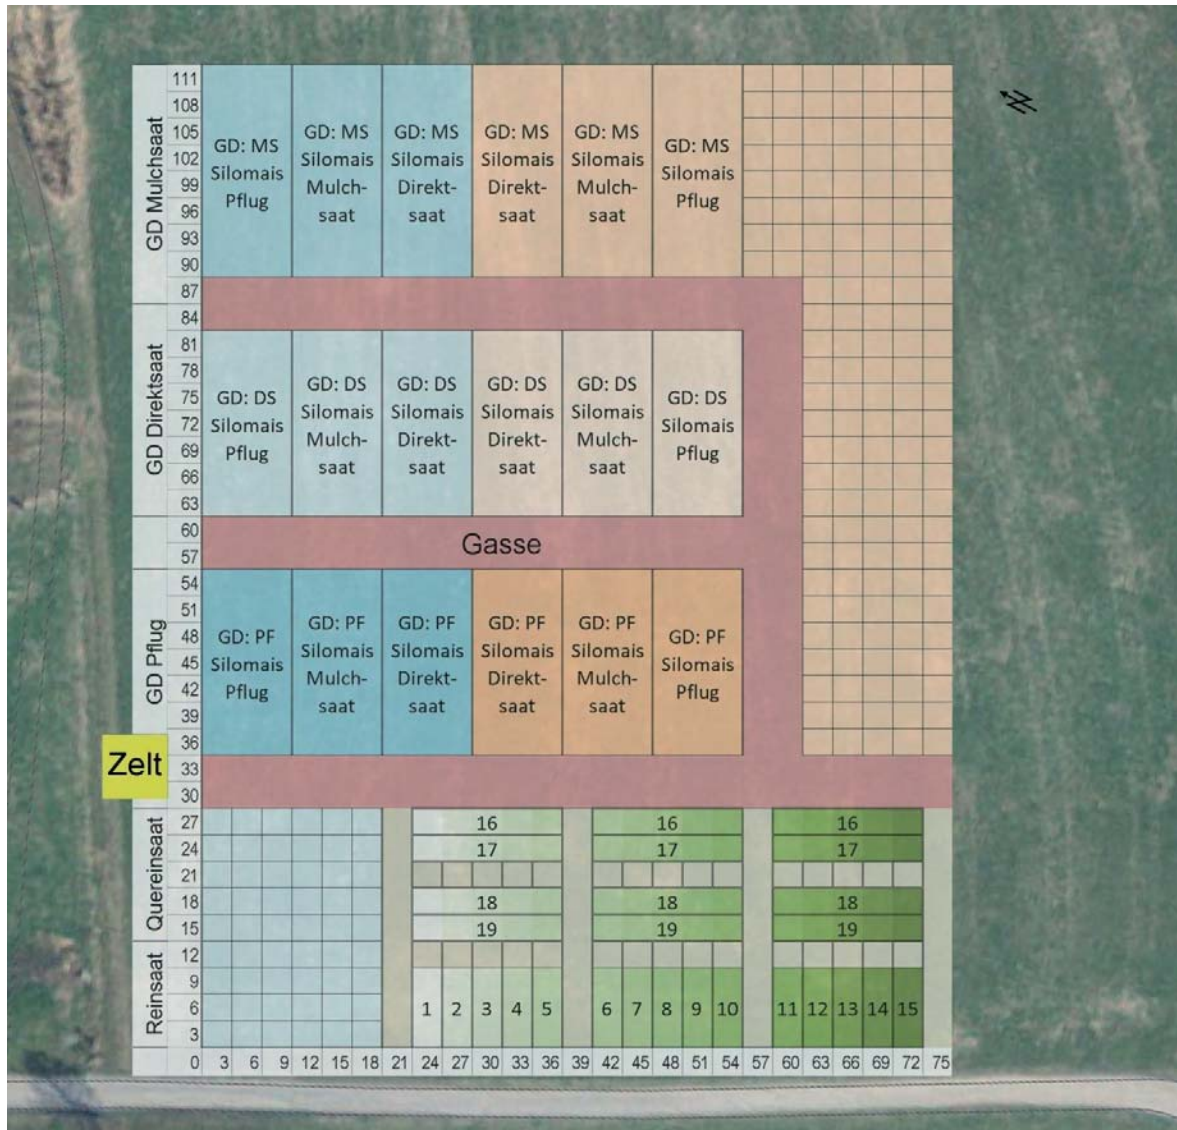 111
108
105
102
99
96
93
90
87
84
81
78
75
72
69
66
63
60
57
54
51
48
45
42
39
36
33
30
27
24
21
18
15
12
9
6
3
GD Mulchsaat
GD: MS
Silomais
Pflug
GD: MS
Silomais
Mulch-
saat
GD: MS
Silomais
Direkt-
saat
GD: MS
Silomais
Direkt-
saat
GD: MS
Silomais
Mulch-
saat
GD: MS
Silomais
Pflug
GD Direktsaat
GD: DS
Silomais
Pflug
GD: DS
Silomais
Mulch-
saat
GD: DS
Silomais
Direkt-
saat
GD: DS
Silomais
Direkt-
saat
GD: DS
Silomais
Mulch-
saat
GD: DS
Silomais
Pflug
Gasse
GD Pflug
GD: PF
Silomais
Pflug
GD: PF
Silomais
Mulch-
saat
GD: PF
Silomais
Direkt-
saat
GD: PF
Silomais
Direkt-
saat
GD: PF
Silomais
Mulch-
saat
GD: PF
Silomais
Pflug
Zelt
Quereinsaat
16 16 16
17 17 17
18 18 18
19 19 19
Reinsaat
1 2 3 4 5 6 7 8 9 10 11 12 13 14 15
0 3 6 9 12 15 18 21 24 27 30 33 36 39 42 45 48 51 54 57 60 63 66 69 72 75
N